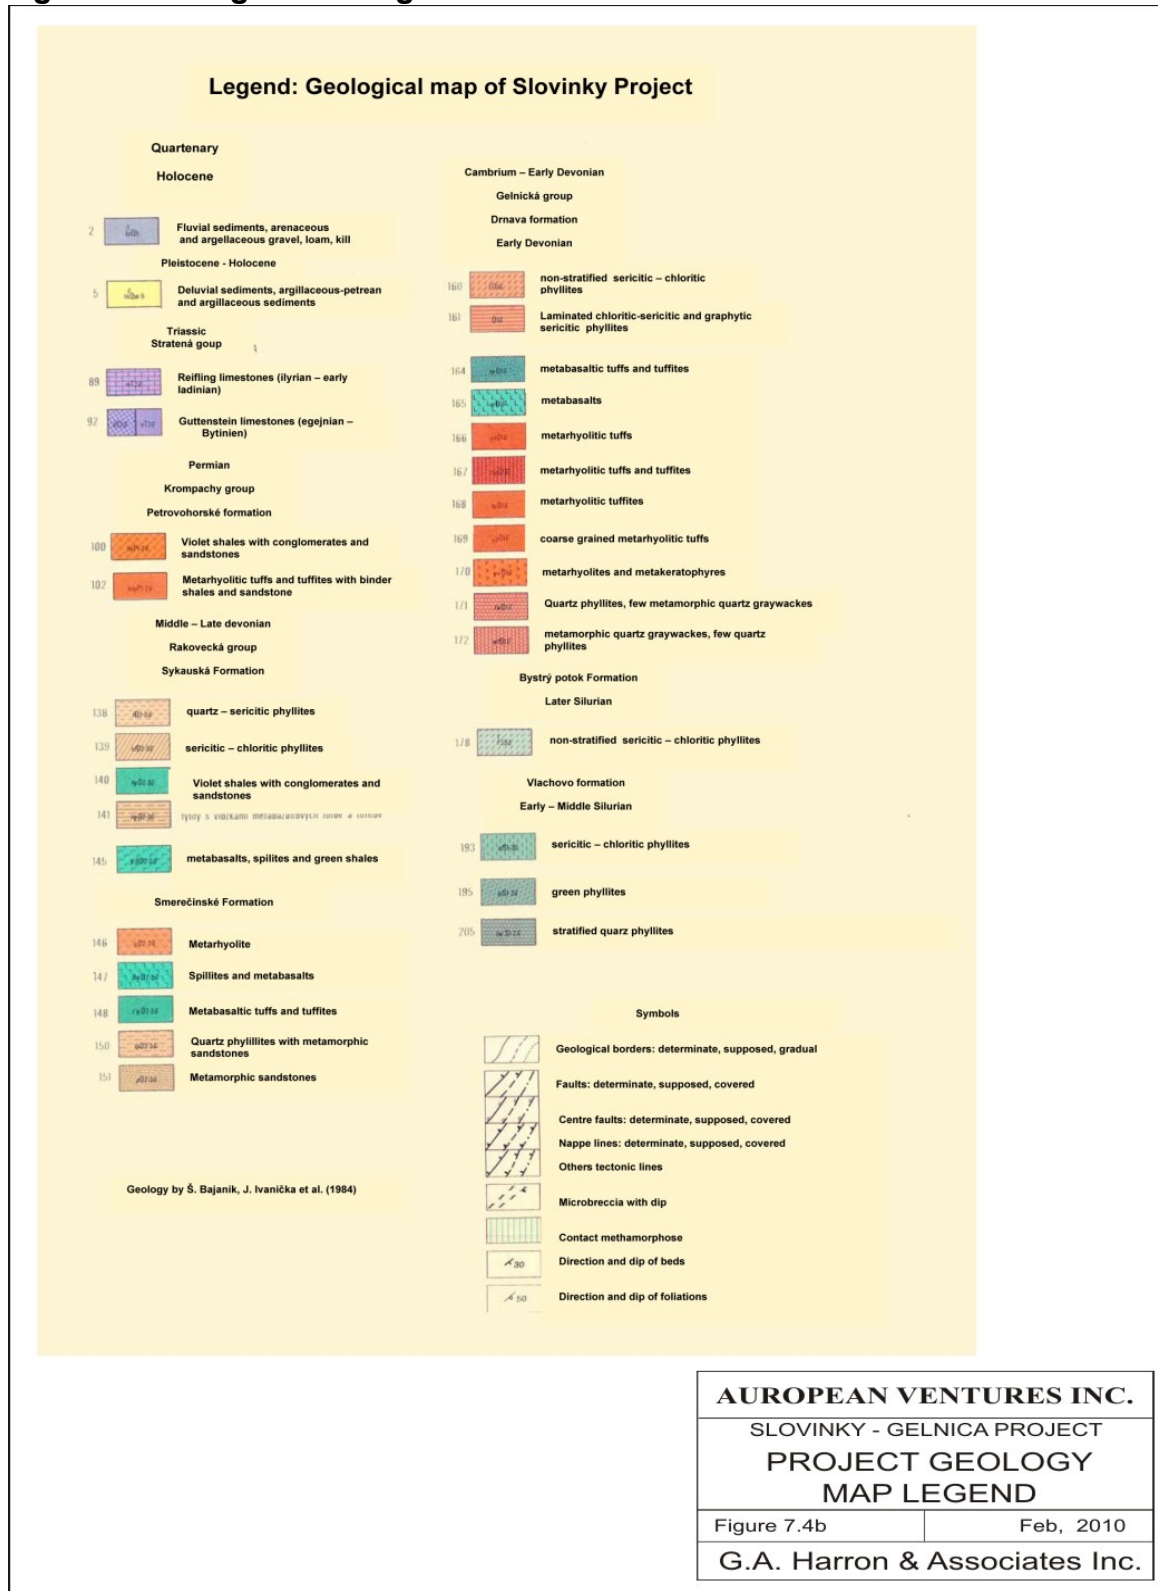 Legend: Geological map of Slovinky Project
Quartenary
Holocene
2
Fluvial sediments, arenaceous
and argellaceous gravel, loam, kill
Pleistocene - Holocene
5
Deluvial sediments, argillaceous-petrean
and argillaceous sediments
Triassic
Stratená goup
89
Reifling limestones (ilyrian – early
ladinian)
92
Guttenstein limestones (egejnian –
Bytinien)
Permian
Krompachy group
Petrovohorské formation
100
Violet shales with conglomerates and
sandstones
102
Metarhyolitic tuffs and tuffites with binder
shales and sandstone
Middle – Late devonian
Rakovecká group
Sykauská Formation
138
quartz – sericitic phyllites
139
sericitic – chloritic phyllites
140
Violet shales with conglomerates and
sandstones
141
145
metabasalts, spilites and green shales
Smerečinské Formation
146
Metarhyolite
147
Spillites and metabasalts
148
Metabasaltic tuffs and tuffites
150
Quartz phylillites with metamorphic
sandstones
151
Metamorphic sandstones
Geology by Š. Bajanik, J. Ivanička et al. (1984)
Cambrium – Early Devonian
Gelnická group
Drnava formation
Early Devonian
160
non-stratified sericitic – chloritic
phyllites
161
Laminated chloritic-sericitic and graphytic
sericitic phyllites
164
metabasaltic tuffs and tuffites
165
metabasalts
166
metarhyolitic tuffs
167
metarhyolitic tuffs and tuffites
168
metarhyolitic tuffites
169
coarse grained metarhyolitic tuffs
170
metarhyolites and metakeratophyres
171
Quartz phyllites, few metamorphic quartz graywackes
172
metamorphic quartz graywackes, few quartz
phyllites
Bystrý potok Formation
Later Silurian
178
non-stratified sericitic – chloritic phyllites
Vlachovo formation
Early – Middle Silurian
193
sericitic – chloritic phyllites
195
green phyllites
205
stratified quarz phyllites
Symbols
Geological borders: determinate, supposed, gradual
Faults: determinate, supposed, covered
Centre faults: determinate, supposed, covered
Nappe lines: determinate, supposed, covered
Others tectonic lines
Microbreccia with dip
Contact methamorphose
30
Direction and dip of beds
50
Direction and dip of foliations
AUROPEAN VENTURES INC.
SLOVINKY - GELNICA PROJECT
PROJECT GEOLOGY
MAP LEGEND
Figure 7.4b
Feb, 2010
G.A. Harron & Associates Inc.